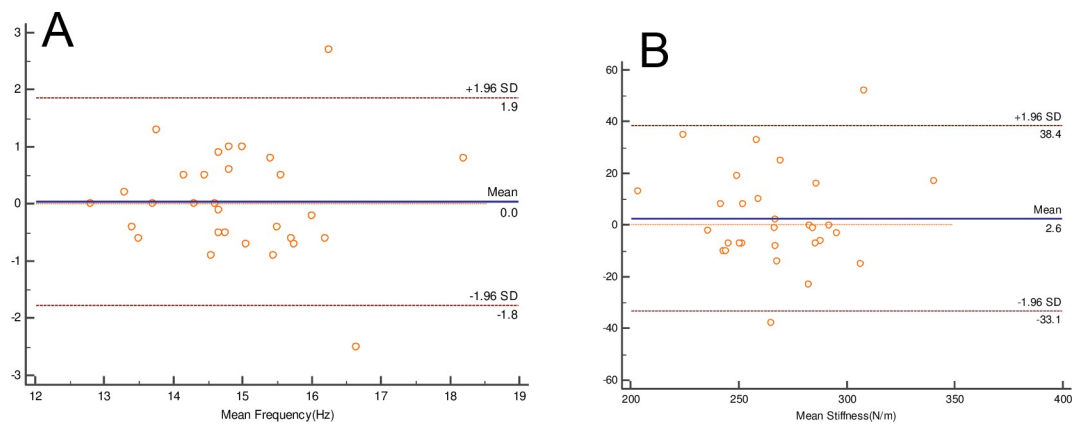 A
3
2
1
0
-1
-2
-3
+1.96 SD
1.9
Mean
0.0
-1.96 SD
-1.8
12 13 14 15 16 17 18 19
Mean Frequency(Hz)
B
60
40
20
0
-20
-40
-60
+1.96 SD
38.4
Mean
2.6
-1.96 SD
-33.1
200 250 300 350 400
Mean Stiffness(N/m)